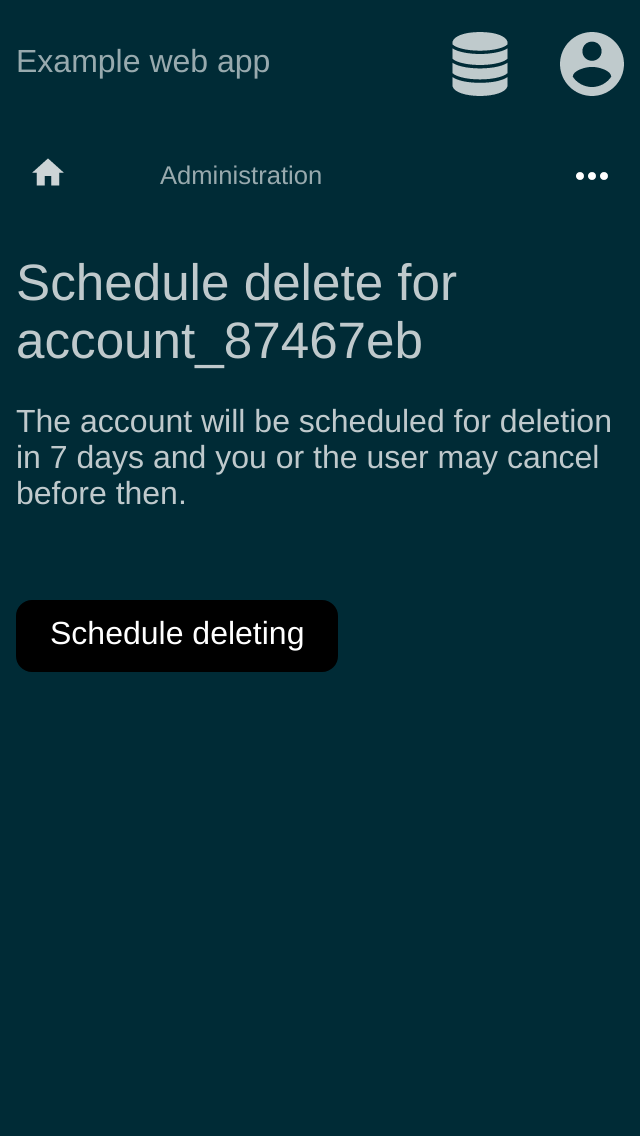 Example web app
Administration
Schedule delete for
account_87467eb
The account will be scheduled for deletion
in 7 days and you or the user may cancel
before then.
Schedule deleting